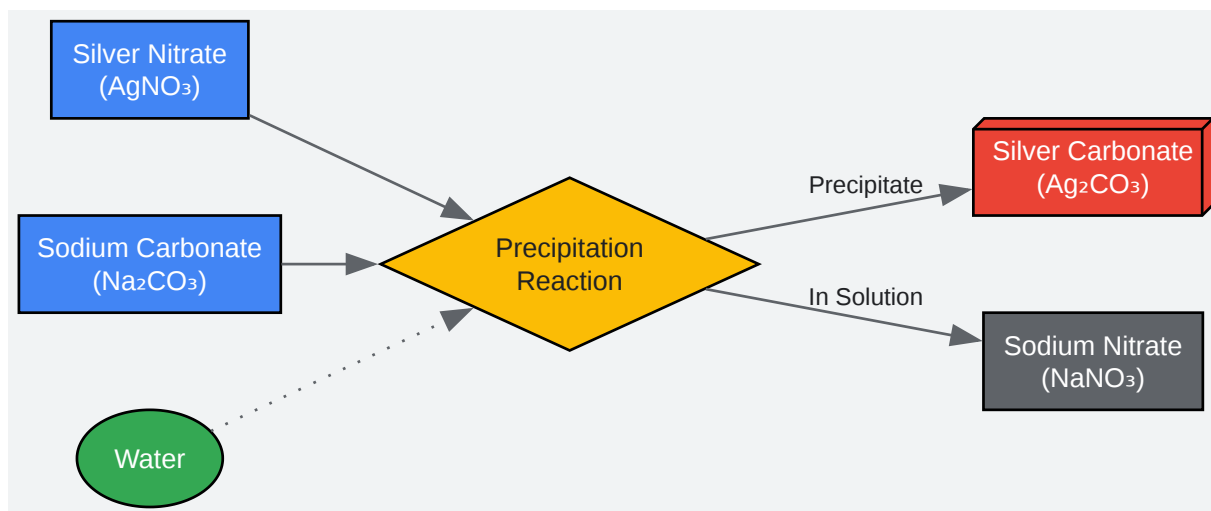 Silver Nitrate
(AgNO₃)
Sodium Carbonate
(Na₂CO₃)
Water
Precipitation
Reaction
Precipitate
In Solution
Silver Carbonate
(Ag₂CO₃)
Sodium Nitrate
(NaNO₃)